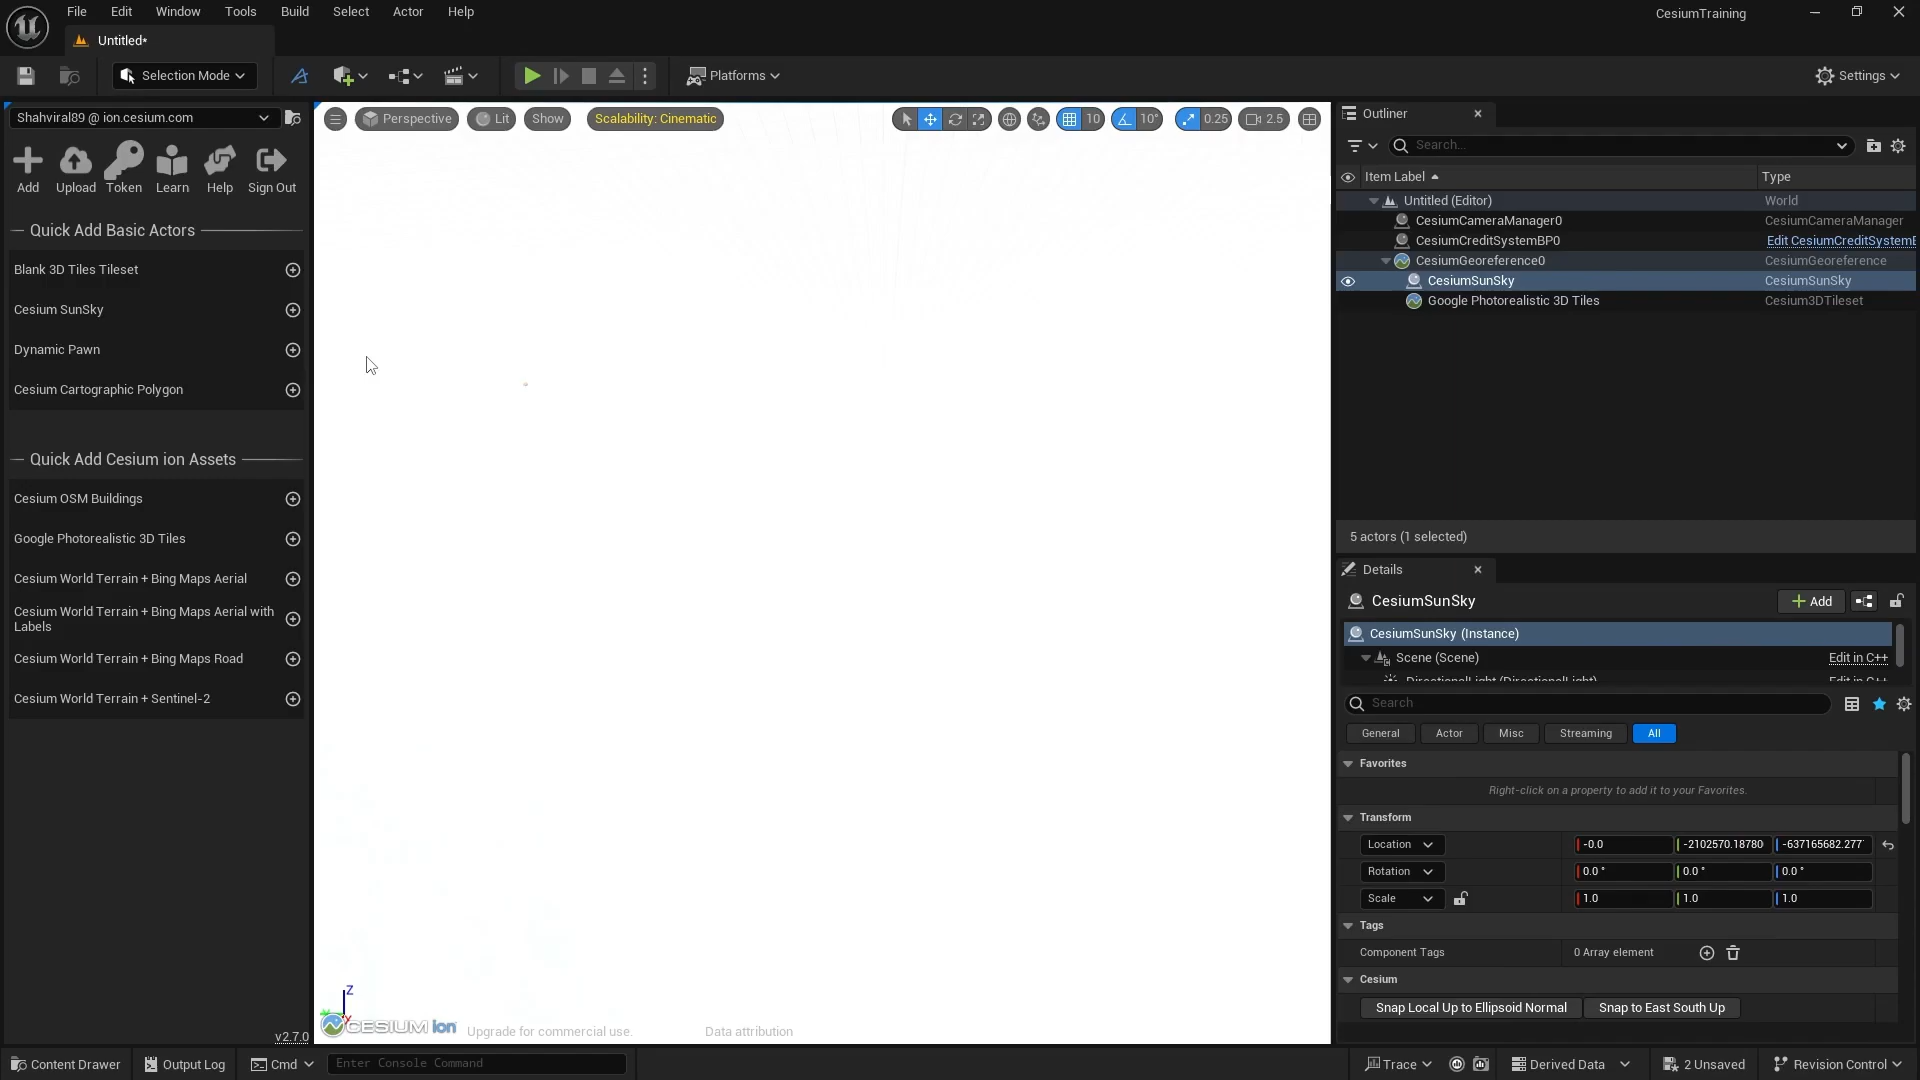 File Edit Window Tools Build Select Actor Help
CesiumTraining
Untitled*
Selection Mode
Platforms
Settings
Shahviral89 @ ion.cesium.com
Add Upload Token Learn Help Sign Out
Quick Add Basic Actors
Blank 3D Tiles Tileset
Cesium SunSky
Dynamic Pawn
Cesium Cartographic Polygon
Quick Add Cesium ion Assets
Cesium OSM Buildings
Google Photorealistic 3D Tiles
Cesium World Terrain + Bing Maps Aerial
Cesium World Terrain + Bing Maps Aerial with
Labels
Cesium World Terrain + Bing Maps Road
Cesium World Terrain + Sentinel-2
v2.7.0
Perspective Lit Show Scalability: Cinematic
10 10° 0.25 2.5
Z
CESIUM ion Upgrade for commercial use. Data attribution
Outliner
Search...
Item Label Type
Untitled (Editor) World
CesiumCameraManager0 CesiumCameraManager
CesiumCreditSystemBP0 Edit CesiumCreditSystemB
CesiumGeoreference0 CesiumGeoreference
CesiumSunSky CesiumSunSky
Google Photorealistic 3D Tiles Cesium3DTileset
5 actors (1 selected)
Details
CesiumSunSky
Add
CesiumSunSky (Instance)
Scene (Scene) Edit in C++
DirectionalLight (DirectionalLight) Edit in C++
Search
General Actor Misc Streaming All
Favorites
Right-click on a property to add it to your Favorites.
Transform
Location -0.0 -2102570.18780 -637165682.277
Rotation 0.0 ° 0.0 ° 0.0 °
Scale 1.0 1.0 1.0
Tags
Component Tags 0 Array element
Cesium
Snap Local Up to Ellipsoid Normal Snap to East South Up
Content Drawer Output Log Cmd Enter Console Command
Trace Derived Data 2 Unsaved Revision Control